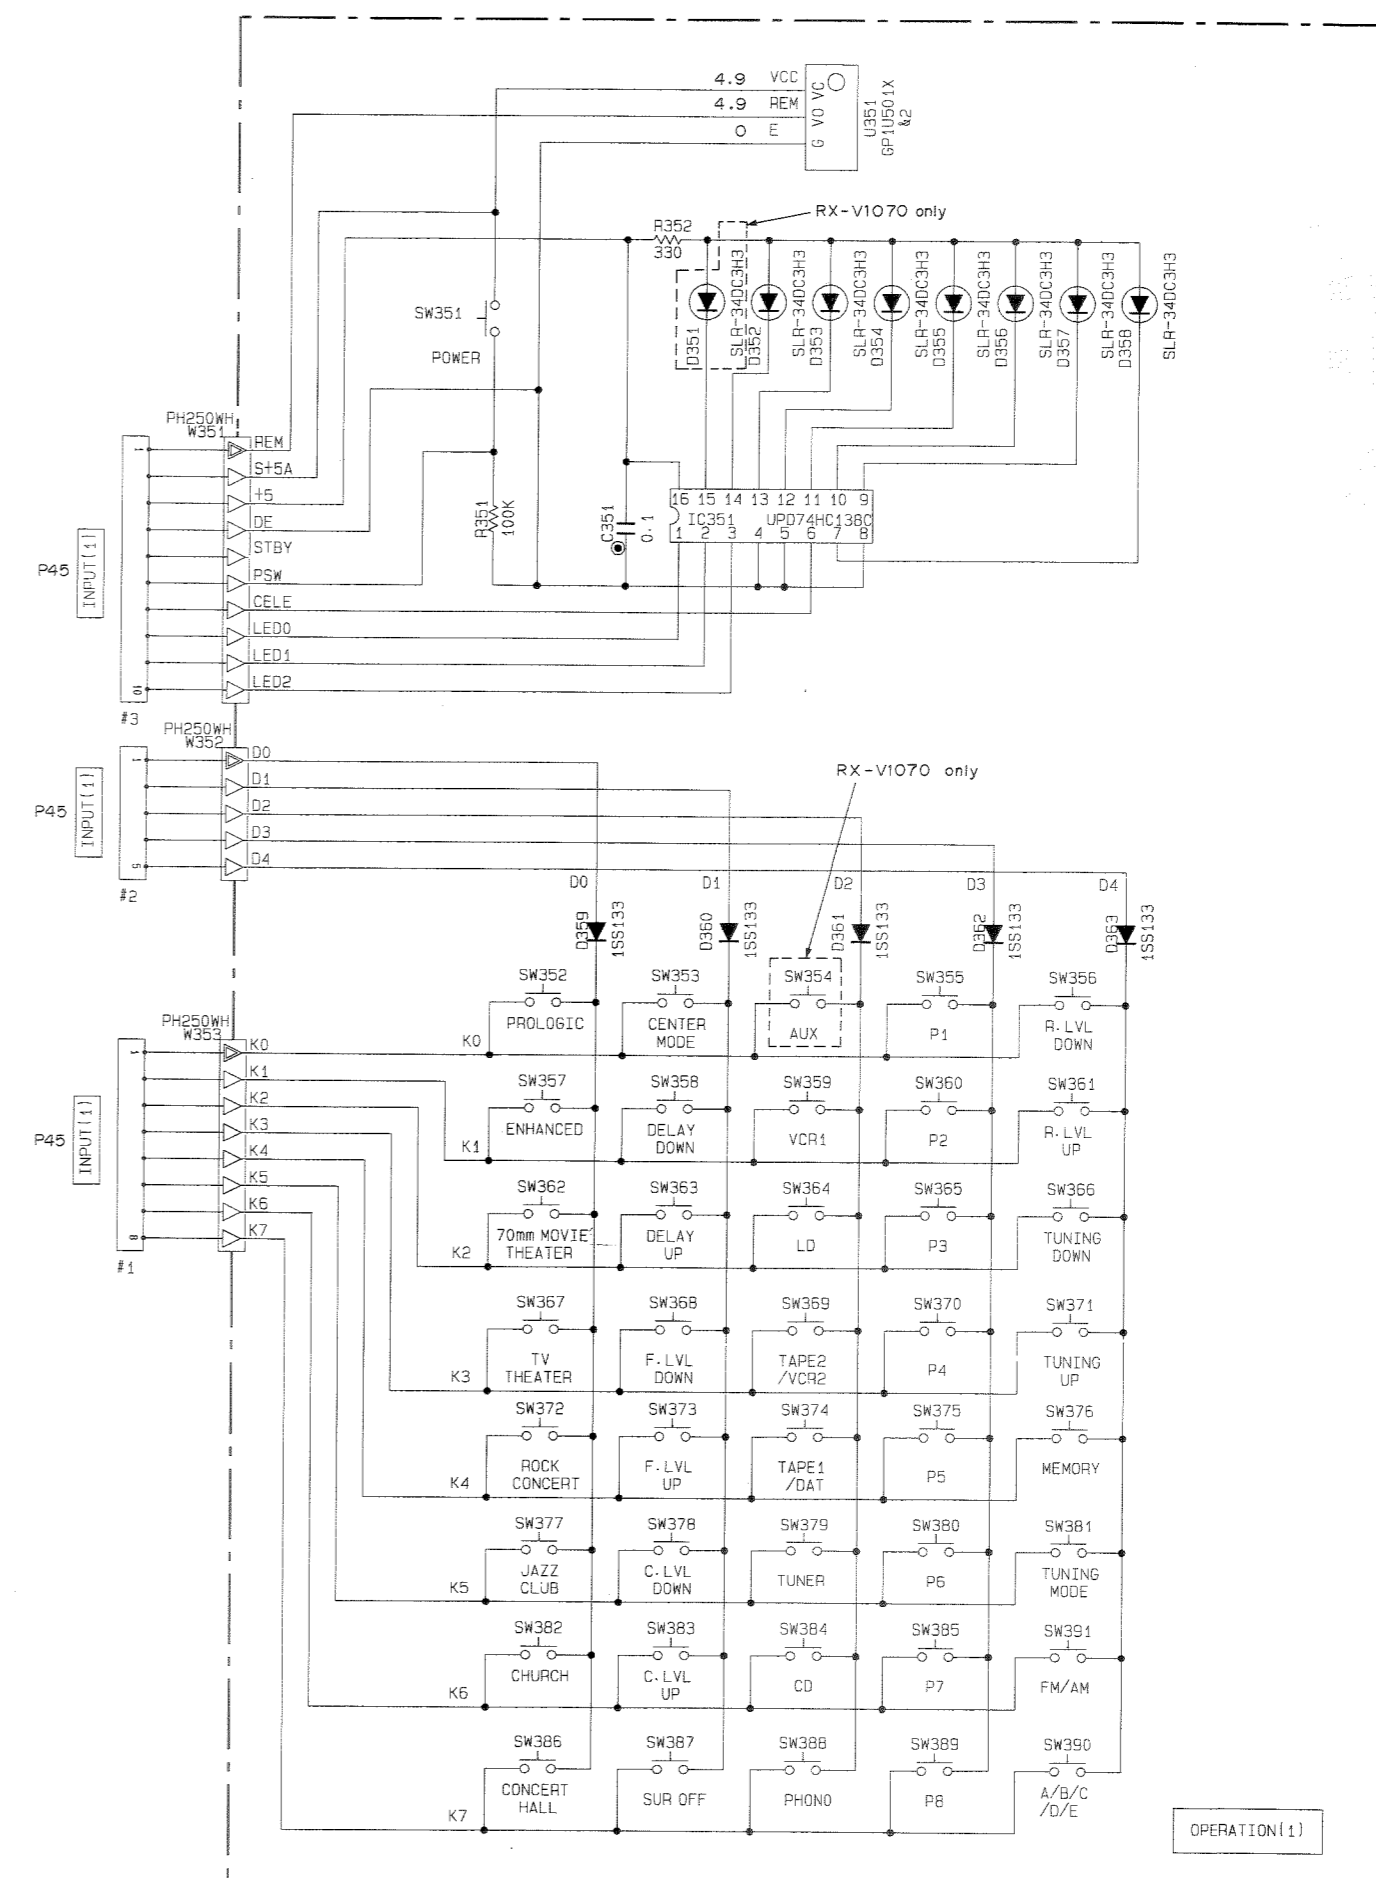 4.9 VCC
4.9 REM
0 E
VC
VO
G
U351
GP1U501X
&2
RX-V1070 only
R352
330
SLR-34DC3H3
SLR-34DC3H3
SLR-34DC3H3
SLR-34DC3H3
SLR-34DC3H3
SLR-34DC3H3
SLR-34DC3H3
SLR-34DC3H3
D351
D352
D353
D354
D355
D356
D357
D358
SW351
POWER
R351
100K
C351
0.1
16 15 14 13 12 11 10 9
IC351 UPD74HC138C
1 2 3 4 5 6 7 8
PH250WH
W351
1
10
REM
S+5A
+5
DE
STBY
PSW
CELE
LED0
LED1
LED2
P45
INPUT(1)
#3
PH250WH
W352
1
5
D0
D1
D2
D3
D4
P45
INPUT(1)
#2
RX-V1070 only
D0 D1 D2 D3 D4
D359
1SS133
D360
1SS133
D361
1SS133
D362
1SS133
D363
1SS133
PH250WH
W353
1
8
K0
K1
K2
K3
K4
K5
K6
K7
P45
INPUT(1)
#1
SW352 SW353 SW354 SW355 SW356
K0
PROLOGIC
CENTER
MODE
AUX
P1
R.LVL
DOWN
SW357 SW358 SW359 SW360 SW361
K1
ENHANCED
DELAY
DOWN
VCR1
P2
R.LVL
UP
SW362 SW363 SW364 SW365 SW366
K2
70mm MOVIE
THEATER
DELAY
UP
LD
P3
TUNING
DOWN
SW367 SW368 SW369 SW370 SW371
K3
TV
THEATER
F.LVL
DOWN
TAPE2
/VCR2
P4
TUNING
UP
SW372 SW373 SW374 SW375 SW376
K4
ROCK
CONCERT
F.LVL
UP
TAPE1
/DAT
P5
MEMORY
SW377 SW378 SW379 SW380 SW381
K5
JAZZ
CLUB
C.LVL
DOWN
TUNER
P6
TUNING
MODE
SW382 SW383 SW384 SW385 SW391
K6
CHURCH
C.LVL
UP
CD
P7
FM/AM
SW386 SW387 SW388 SW389 SW390
K7
CONCERT
HALL
SUR OFF
PHONO
P8
A/B/C
/D/E
OPERATION(1)